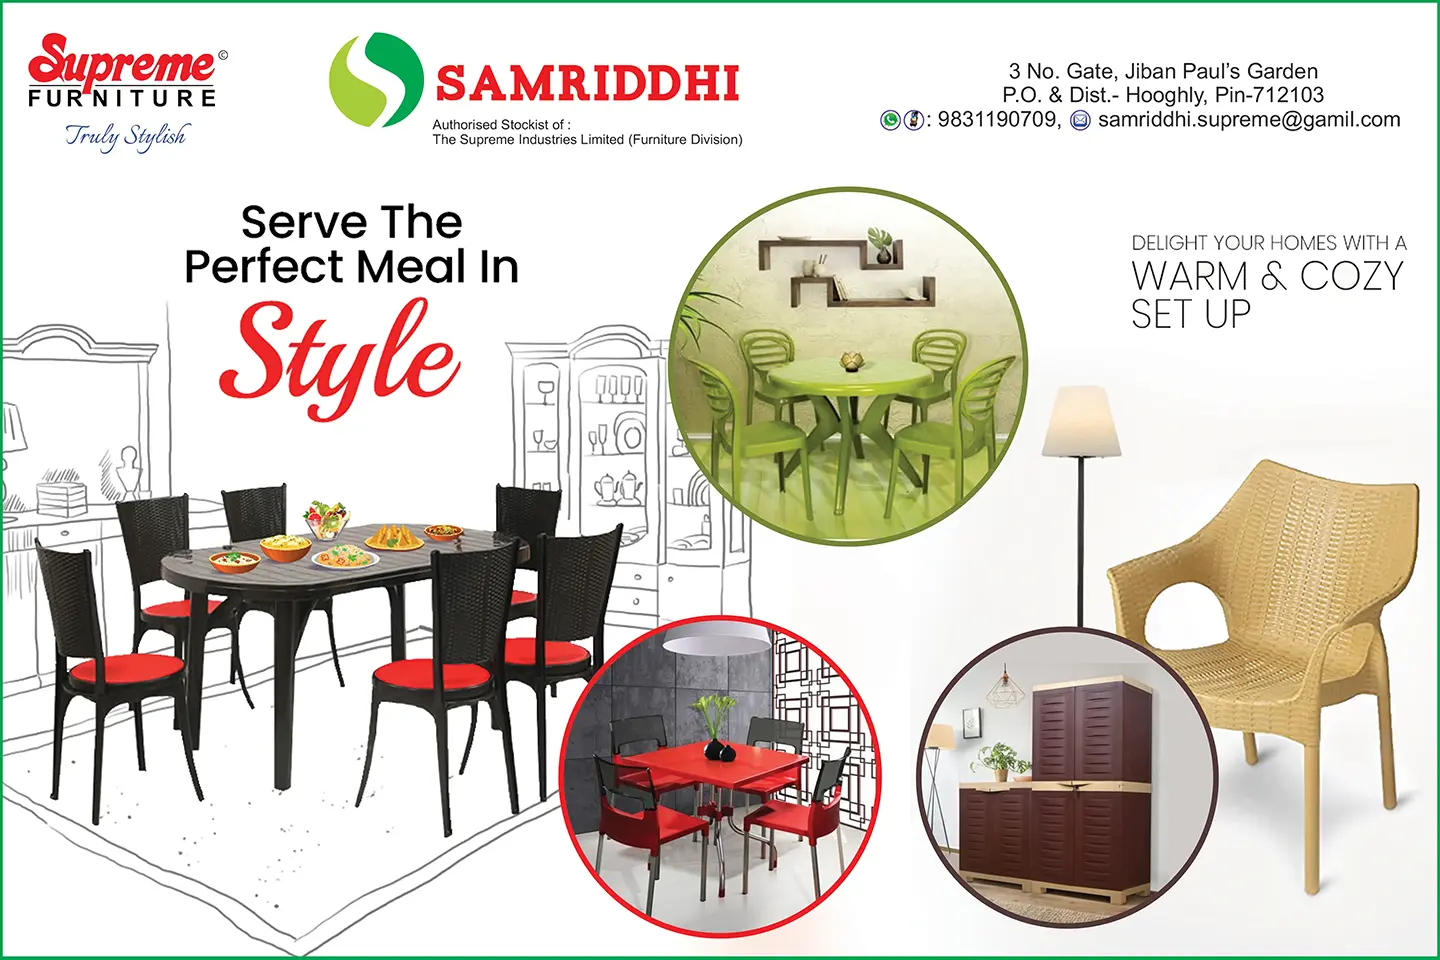 Supreme ©
FURNITURE
Truly Stylish
SAMRIDDHI
Authorised Stockist of :
The Supreme Industries Limited (Furniture Division)
3 No. Gate, Jiban Paul's Garden
P.O. & Dist.- Hooghly, Pin-712103
: 9831190709, samriddhi.supreme@gamil.com
Serve The
Perfect Meal In
Style
DELIGHT YOUR HOMES WITH A
WARM & COZY
SET UP